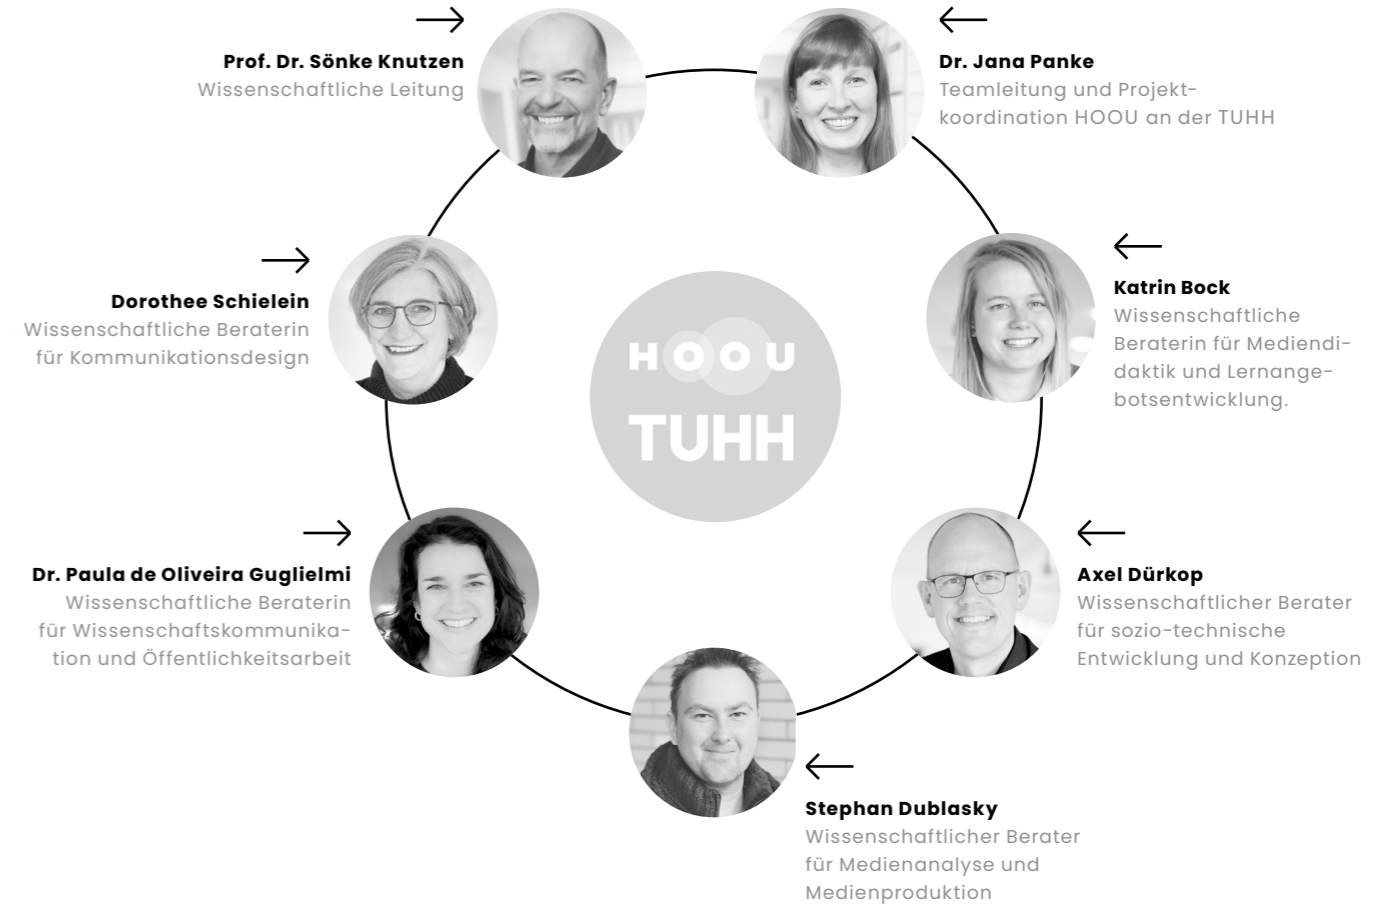 Prof. Dr. Sönke Knutzen
Wissenschaftliche Leitung
Dr. Jana Panke
Teamleitung und Projekt-
koordination HOOU an der TUHH
Dorothee Schielein
Wissenschaftliche Beraterin
für Kommunikationsdesign
Katrin Bock
Wissenschaftliche
Beraterin für Mediendi-
daktik und Lernange-
botsentwicklung.
HOOU
TUHH
Dr. Paula de Oliveira Guglielmi
Wissenschaftliche Beraterin
für Wissenschaftskommunika-
tion und Öffentlichkeitsarbeit
Axel Dürkop
Wissenschaftlicher Berater
für sozio-technische
Entwicklung und Konzeption
Stephan Dublasky
Wissenschaftlicher Berater
für Medienanalyse und
Medienproduktion